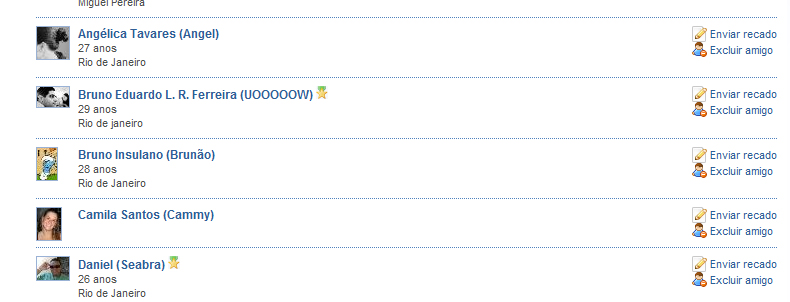 Miguel Pereira
Angélica Tavares (Angel)
27 anos
Rio de Janeiro
Enviar recado
Excluir amigo
Bruno Eduardo L. R. Ferreira (UOOOOOW)
29 anos
Rio de janeiro
Enviar recado
Excluir amigo
Bruno Insulano (Brunão)
28 anos
Rio de Janeiro
Enviar recado
Excluir amigo
Camila Santos (Cammy)
Enviar recado
Excluir amigo
Daniel (Seabra)
26 anos
Rio de Janeiro
Enviar recado
Excluir amigo